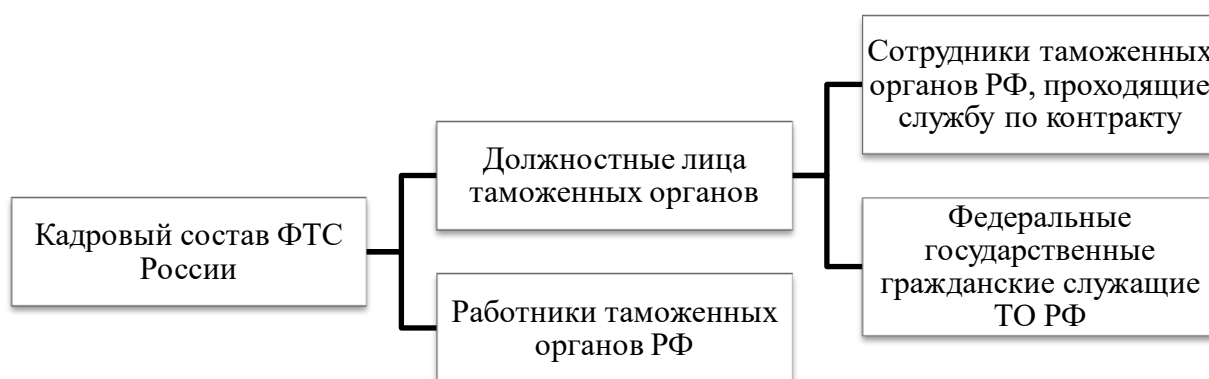 Кадровый состав ФТС
России
Должностные лица
таможенных органов
Работники таможенных
органов РФ
Сотрудники таможенных
органов РФ, проходящие
службу по контракту
Федеральные
государственные
гражданские служащие
ТО РФ